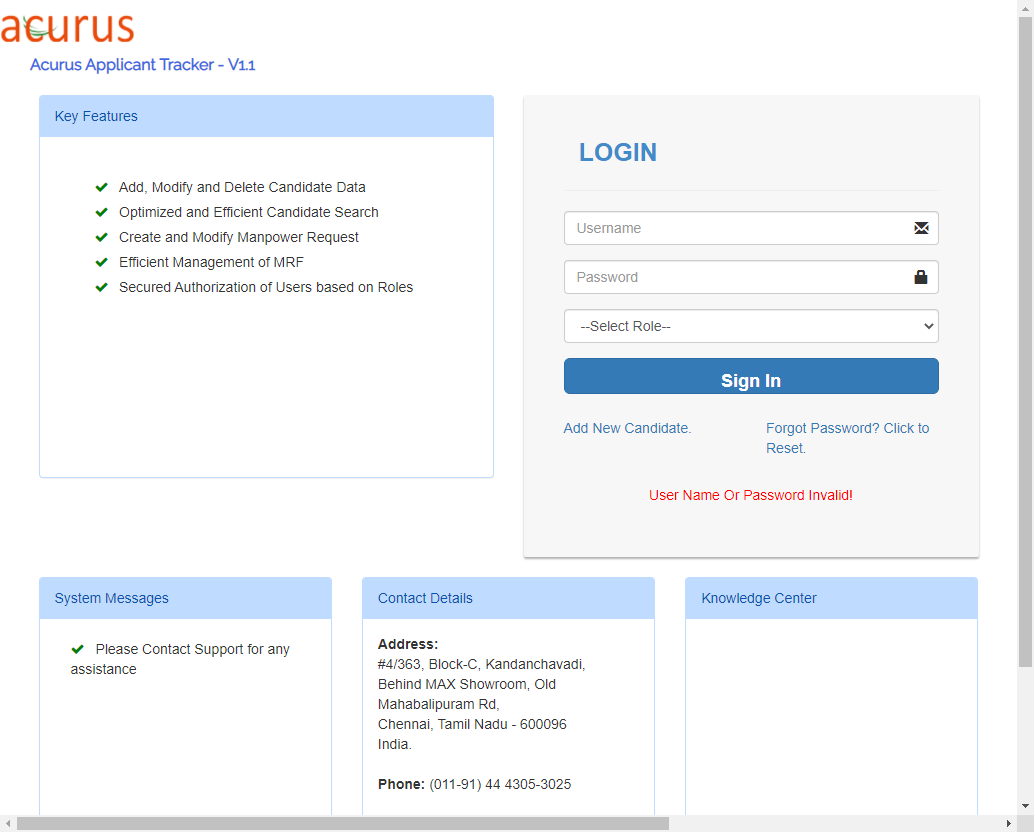 acurus
Acurus Applicant Tracker - V1.1
Key Features
Add, Modify and Delete Candidate Data
Optimized and Efficient Candidate Search
Create and Modify Manpower Request
Efficient Management of MRF
Secured Authorization of Users based on Roles
LOGIN
Username
Password
--Select Role--
Sign In
Add New Candidate.
Forgot Password? Click to
Reset.
User Name Or Password Invalid!
System Messages
Please Contact Support for any
assistance
Contact Details
Address:
#4/363, Block-C, Kandanchavadi,
Behind MAX Showroom, Old
Mahabalipuram Rd,
Chennai, Tamil Nadu - 600096
India.
Phone: (011-91) 44 4305-3025
Knowledge Center